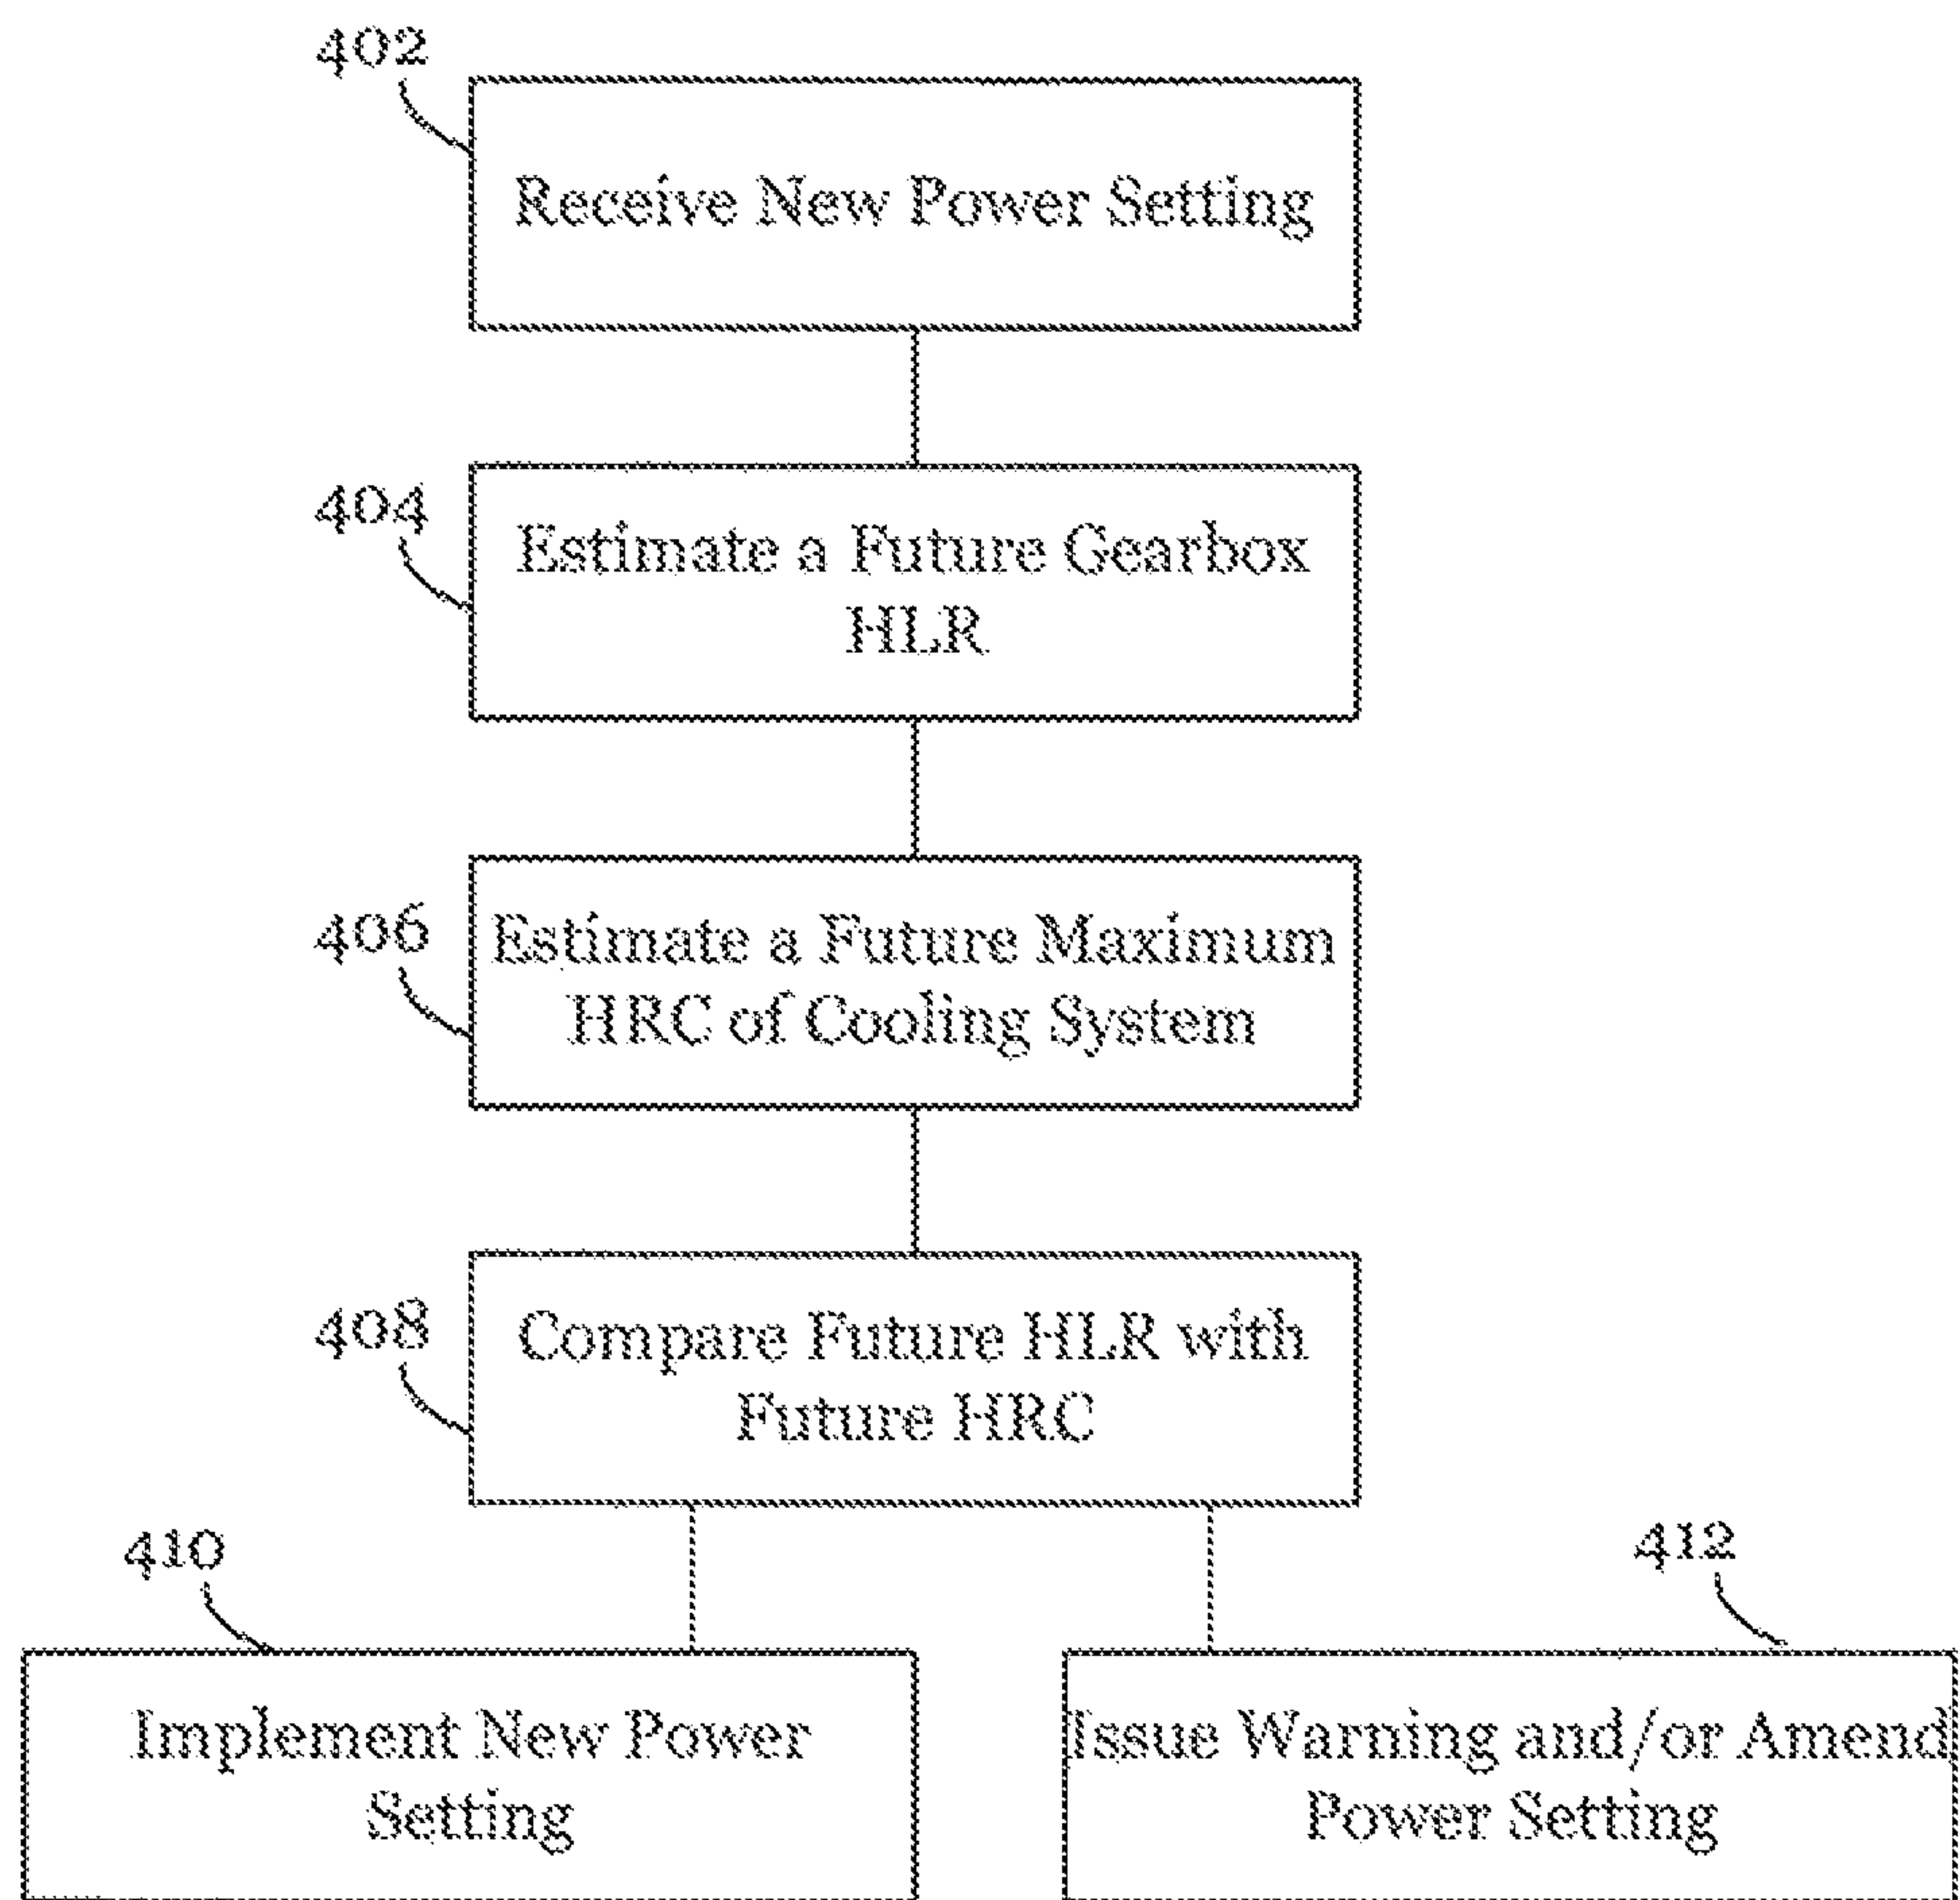 402
Receive New Power Setting
404
Estimate a Future Gearbox
HLR
406
Estimate a Future Maximum
HRC of Cooling System
408
Compare Future HLR with
Future HRC
410
412
Implement New Power
Setting
Issue Warning and/or Amend
Power Setting